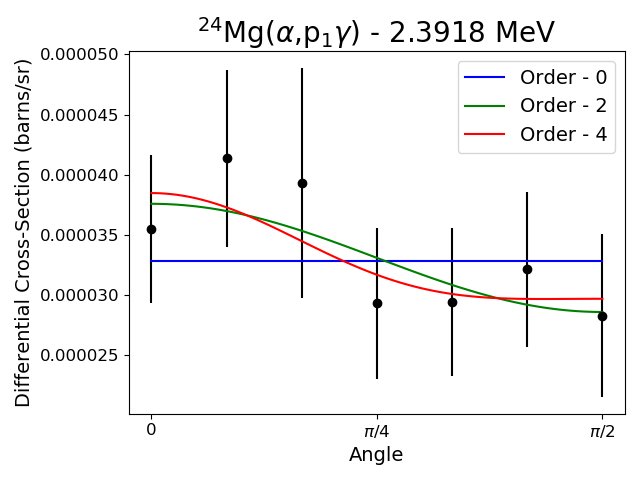 ²⁴Mg(α,p₁γ) - 2.3918 MeV
Differential Cross-Section (barns/sr)
0.000050
0.000045
0.000040
0.000035
0.000030
0.000025
Order - 0
Order - 2
Order - 4
0
π/4
π/2
Angle